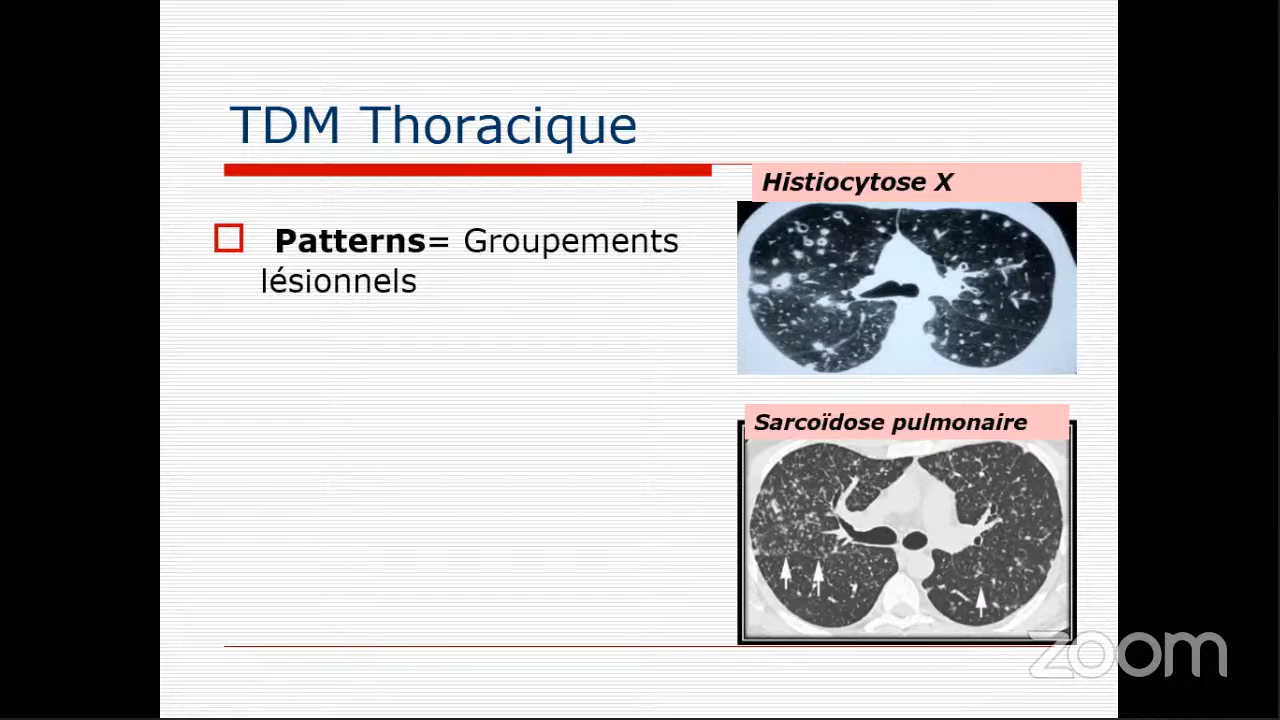 TDM Thoracique
Histiocytose X
Patterns= Groupements
lésionnels
Sarcoïdose pulmonaire
zoom